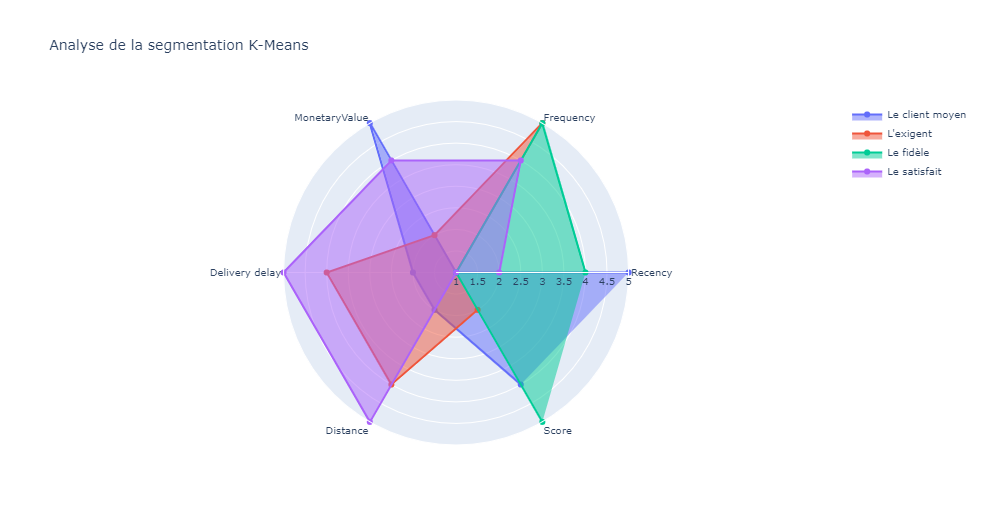 Analyse de la segmentation K-Means
MonetaryValue
Frequency
Le client moyen
L'exigent
Le fidèle
Le satisfait
Delivery delay
Recency
1 1.5 2 2.5 3 3.5 4 4.5 5
Distance
Score